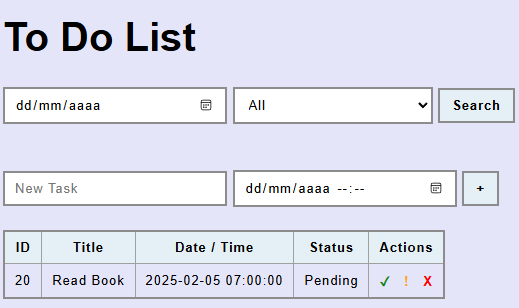 To Do List
dd/mm/aaaa All Search
New Task dd/mm/aaaa --:-- +
ID Title Date / Time Status Actions
20 Read Book 2025-02-05 07:00:00 Pending ✓ ! X